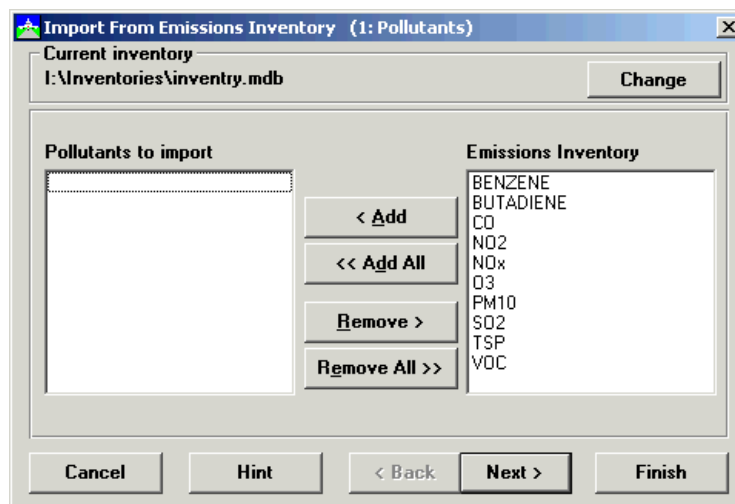 Import From Emissions Inventory (1: Pollutants)
Current inventory
I:\Inventories\inventry.mdb
Change
Pollutants to import
Emissions Inventory
BENZENE
BUTADIENE
CO
NO2
NOx
O3
PM10
SO2
TSP
VOC
< Add
<< Add All
Remove >
Remove All >>
Cancel
Hint
< Back
Next >
Finish